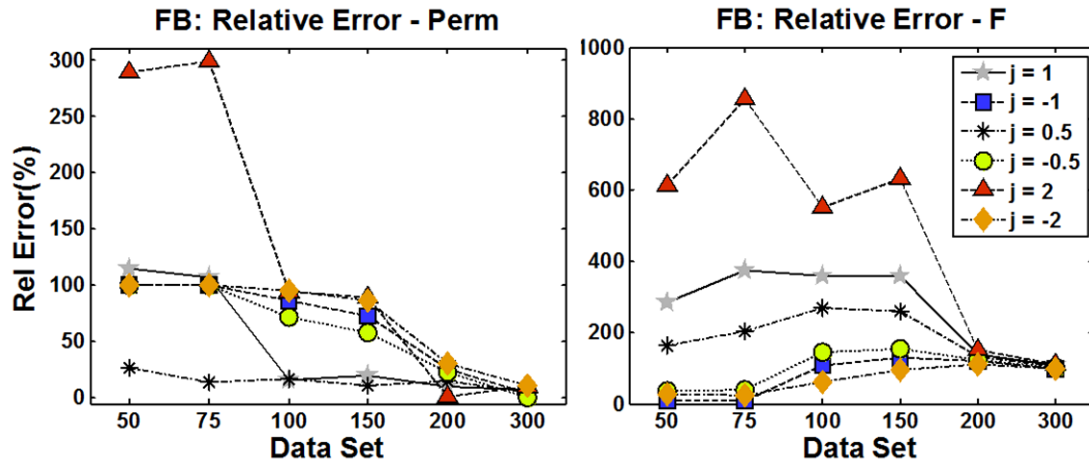 FB: Relative Error - Perm
Rel Error(%)
300
250
200
150
100
50
0
50 75 100 150 200 300
Data Set
FB: Relative Error - F
1000
800
600
400
200
0
j = 1
j = -1
j = 0.5
j = -0.5
j = 2
j = -2
50 75 100 150 200 300
Data Set